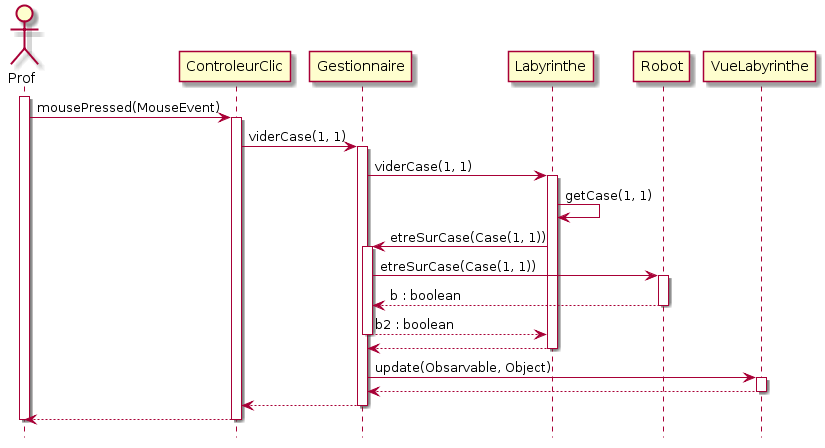 Prof
ControleurClic
Gestionnaire
Labyrinthe
Robot
VueLabyrinthe
mousePressed(MouseEvent)
viderCase(1, 1)
viderCase(1, 1)
getCase(1, 1)
etreSurCase(Case(1, 1))
etreSurCase(Case(1, 1))
b : boolean
b2 : boolean
update(Obsarvable, Object)